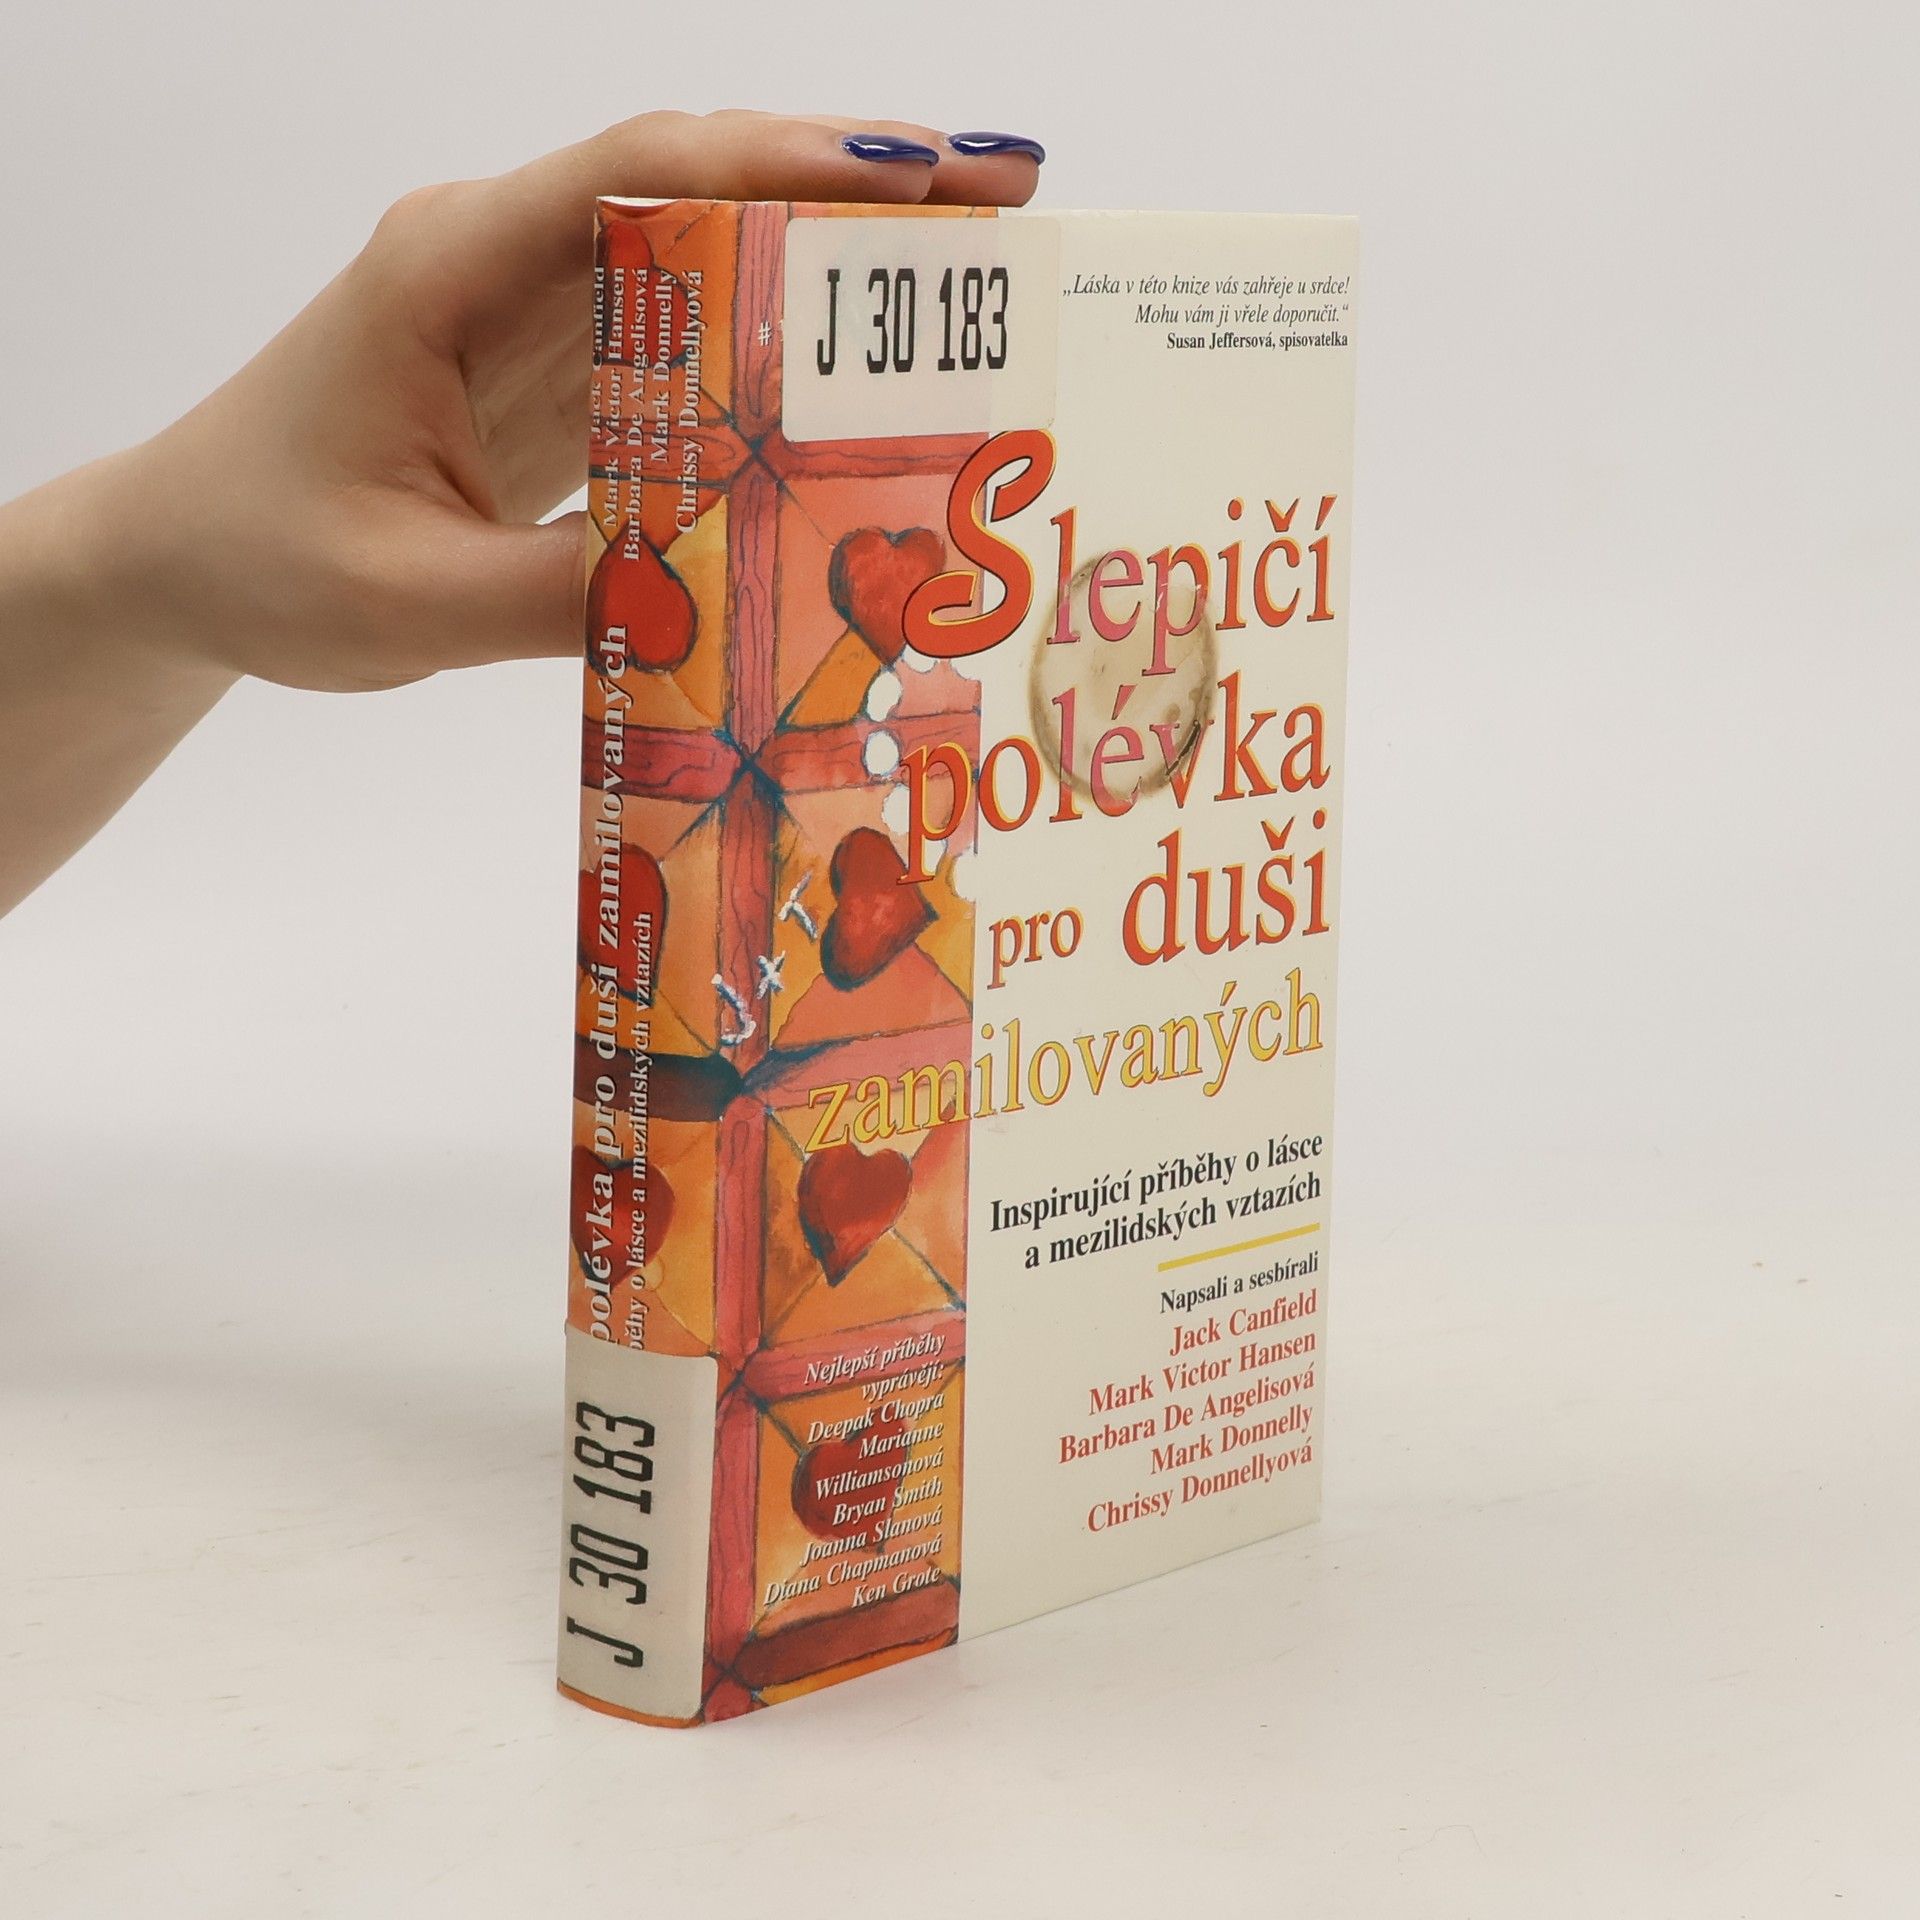 J 30 183
„Láska v této knize vás zahřeje u srdce!
Mohu vám ji vřele doporučit.“
Susan Jeffersová, spisovatelka
Slepičí
polévka
pro duši
zamilovaných
Inspirující příběhy o lásce
a mezilidských vztazích
Napsali a sesbírali
Jack Canfield
Mark Victor Hansen
Barbara De Angelisová
Mark Donnelly
Chrissy Donnellyová
Nejlepší příběhy
vyprávějí:
Deepak Chopra
Marianne
Williamsonová
Bryan Smith
Joanna Slanová
Diana Chapmanová
Ken Grote
Jack Canfield
Mark Victor Hansen
Barbara De Angelisová
Mark Donnelly
Chrissy Donnellyová
polévka pro duši zamilovaných
o lásce a mezilidských vztazích
J 30 183